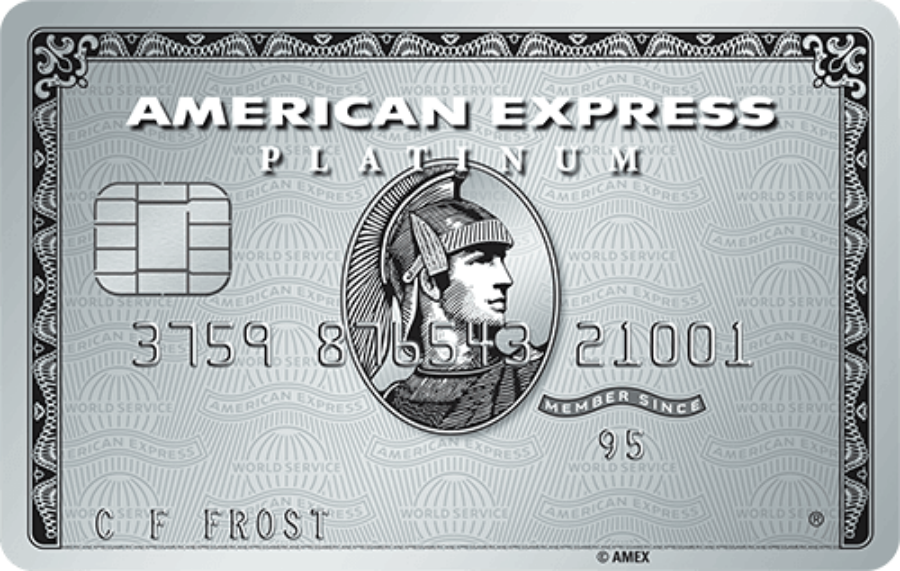 AMERICAN EXPRESS
PLATINUM
3759 876543 21001
MEMBER SINCE
95
C F FROST
®
© AMEX